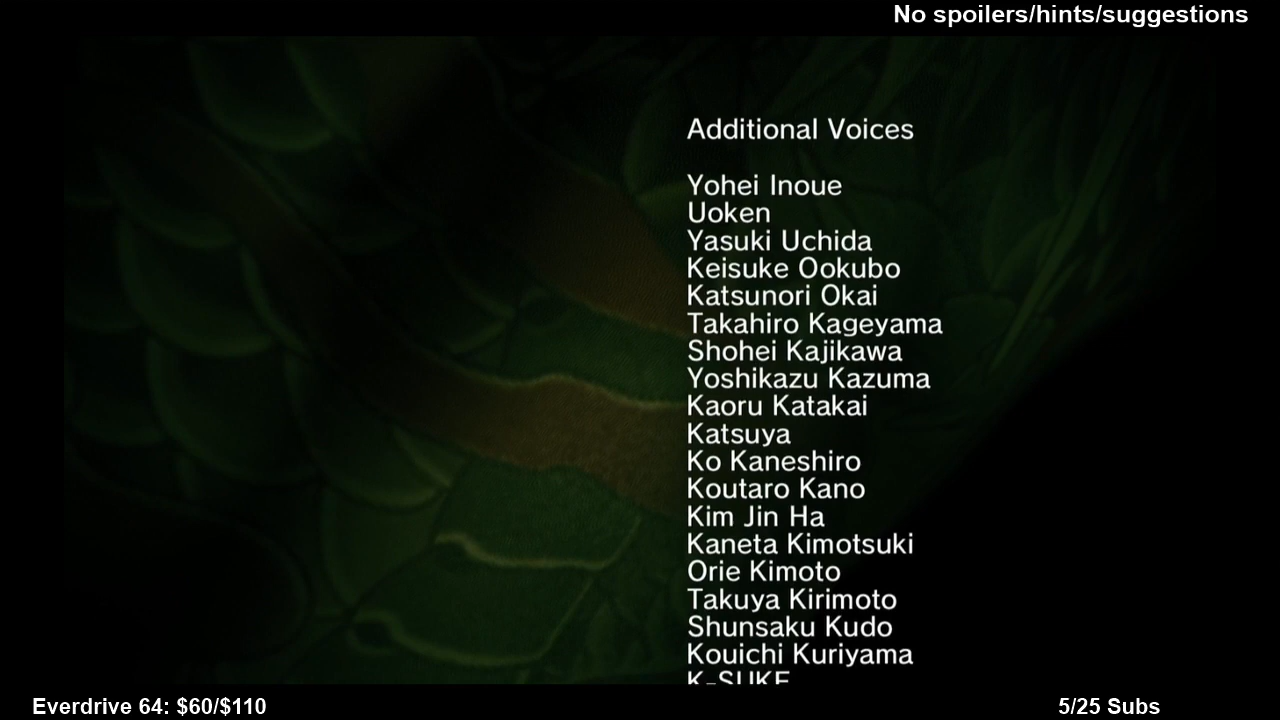 No spoilers/hints/suggestions
Additional Voices
Yohei Inoue
Uoken
Yasuki Uchida
Keisuke Ookubo
Katsunori Okai
Takahiro Kageyama
Shohei Kajikawa
Yoshikazu Kazuma
Kaoru Katakai
Katsuya
Ko Kaneshiro
Koutaro Kano
Kim Jin Ha
Kaneta Kimotsuki
Orie Kimoto
Takuya Kirimoto
Shunsaku Kudo
Kouichi Kuriyama
K-SUKE
Everdrive 64: $60/$110
5/25 Subs